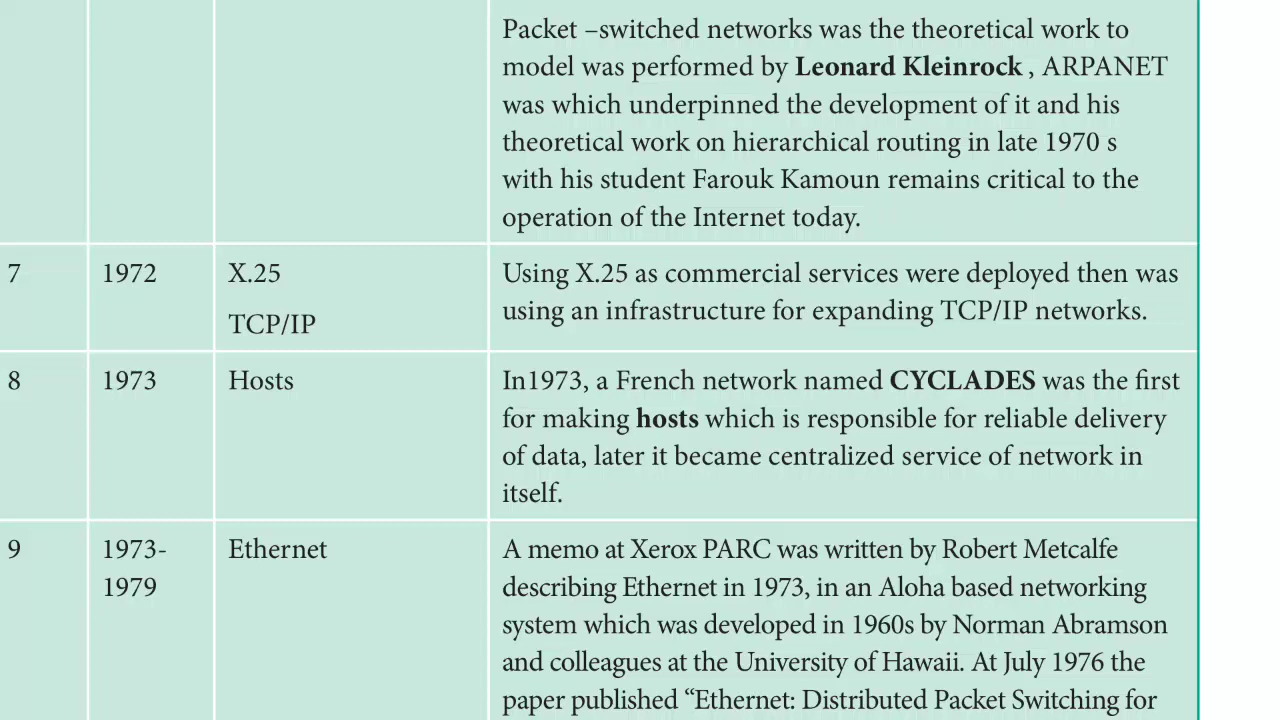 Packet –switched networks was the theoretical work to
model was performed by Leonard Kleinrock , ARPANET
was which underpinned the development of it and his
theoretical work on hierarchical routing in late 1970 s
with his student Farouk Kamoun remains critical to the
operation of the Internet today.
7 1972 X.25 Using X.25 as commercial services were deployed then was
TCP/IP using an infrastructure for expanding TCP/IP networks.
8 1973 Hosts In1973, a French network named CYCLADES was the first
for making hosts which is responsible for reliable delivery
of data, later it became centralized service of network in
itself.
9 1973- Ethernet A memo at Xerox PARC was written by Robert Metcalfe
1979 describing Ethernet in 1973, in an Aloha based networking
system which was developed in 1960s by Norman Abramson
and colleagues at the University of Hawaii. At July 1976 the
paper published “Ethernet: Distributed Packet Switching for